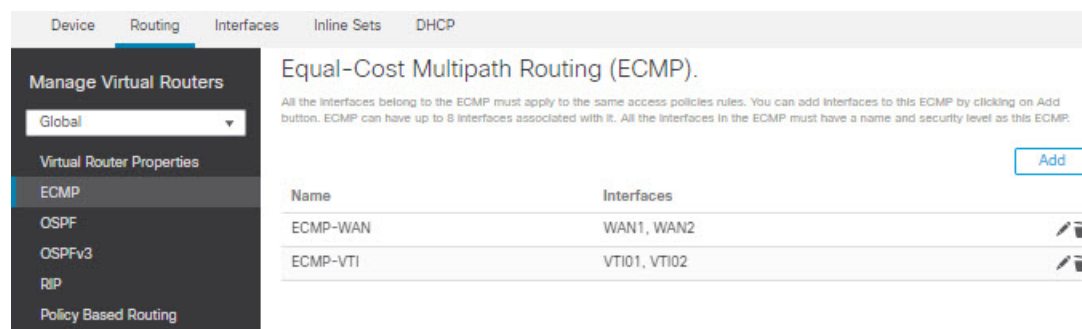 Device Routing Interfaces Inline Sets DHCP
Manage Virtual Routers
Global
Virtual Router Properties
ECMP
OSPF
OSPFv3
RIP
Policy Based Routing
Equal-Cost Multipath Routing (ECMP).
All the interfaces belong to the ECMP must apply to the same access policies rules. You can add interfaces to this ECMP by clicking on Add
button. ECMP can have up to 8 interfaces associated with it. All the interfaces in the ECMP must have a name and security level as this ECMP.
Add
Name Interfaces
ECMP-WAN WAN1, WAN2
ECMP-VTI VTI01, VTI02